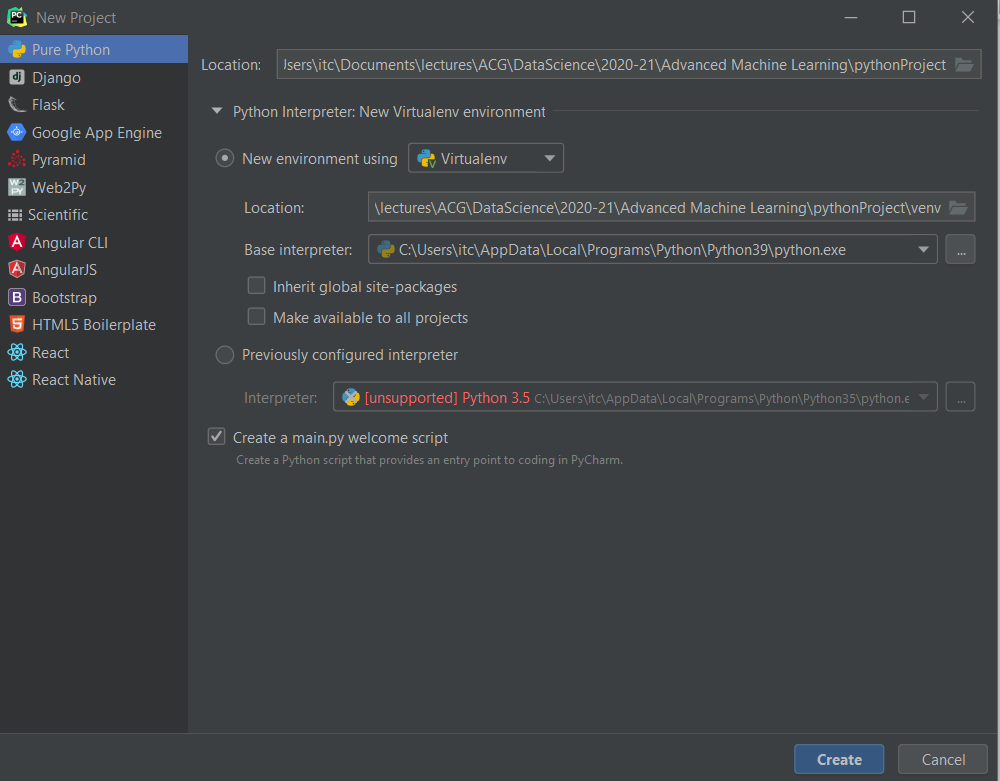 New Project
Pure Python
Django
Flask
Google App Engine
Pyramid
Web2Py
Scientific
Angular CLI
AngularJS
Bootstrap
HTML5 Boilerplate
React
React Native
Location: Jsers\itc\Documents\lectures\ACG\DataScience\2020-21\Advanced Machine Learning\pythonProject
Python Interpreter: New Virtualenv environment
New environment using Virtualenv
Location: \lectures\ACG\DataScience\2020-21\Advanced Machine Learning\pythonProject\venv
Base interpreter: C:\Users\itc\AppData\Local\Programs\Python\Python39\python.exe ...
Inherit global site-packages
Make available to all projects
Previously configured interpreter
Interpreter: [unsupported] Python 3.5 C:\Users\itc\AppData\Local\Programs\Python\Python35\python.e ...
Create a main.py welcome script
Create a Python script that provides an entry point to coding in PyCharm.
Create Cancel